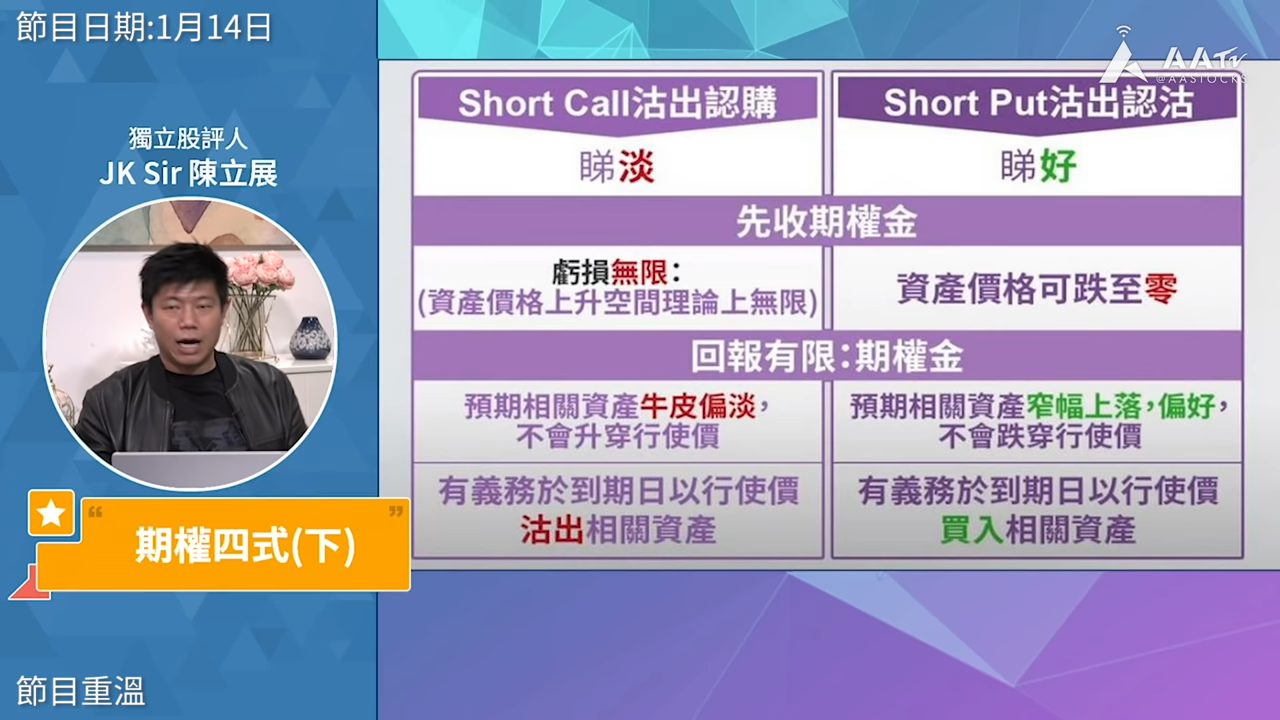 節目日期:1月14日
AATV
@AASTOCKS
獨立股評人
JK Sir 陳立展
“ ”
期權四式(下)
節目重溫
Short Call沽出認購
Short Put沽出認沽
睇淡
睇好
先收期權金
虧損無限：
(資產價格上升空間理論上無限)
資產價格可跌至零
回報有限：期權金
預期相關資產牛皮偏淡，
不會升穿行使價
預期相關資產窄幅上落，偏好，
不會跌穿行使價
有義務於到期日以行使價
沽出相關資產
有義務於到期日以行使價
買入相關資產